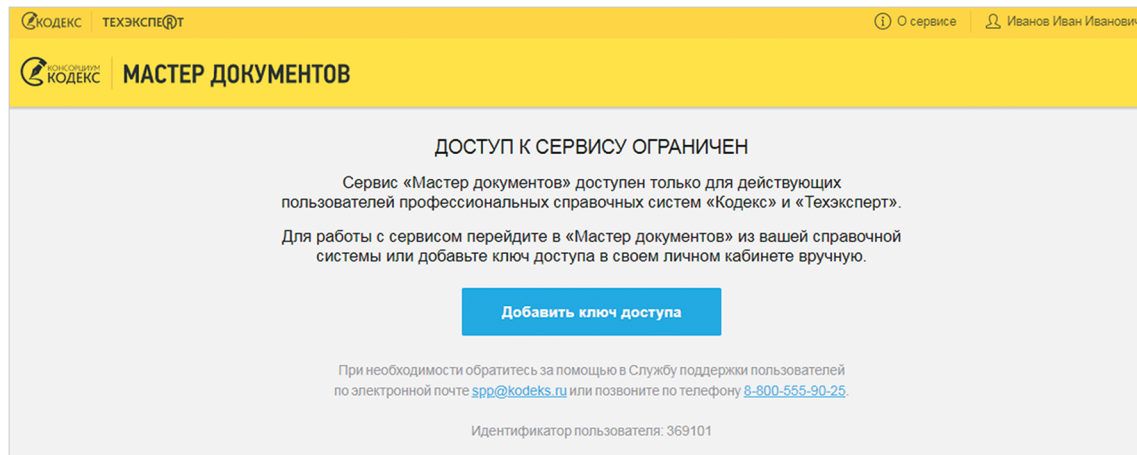 КОДЕКС ТЕХЭКСПЕRТ О сервисе Иванов Иван Иванович
КОНСОРЦИУМ
КОДЕКС
МАСТЕР ДОКУМЕНТОВ
ДОСТУП К СЕРВИСУ ОГРАНИЧЕН
Сервис «Мастер документов» доступен только для действующих
пользователей профессиональных справочных систем «Кодекс» и «Техэксперт».
Для работы с сервисом перейдите в «Мастер документов» из вашей справочной
системы или добавьте ключ доступа в своем личном кабинете вручную.
Добавить ключ доступа
При необходимости обратитесь за помощью в Службу поддержки пользователей
по электронной почте spp@kodeks.ru или позвоните по телефону 8-800-555-90-25.
Идентификатор пользователя: 369101